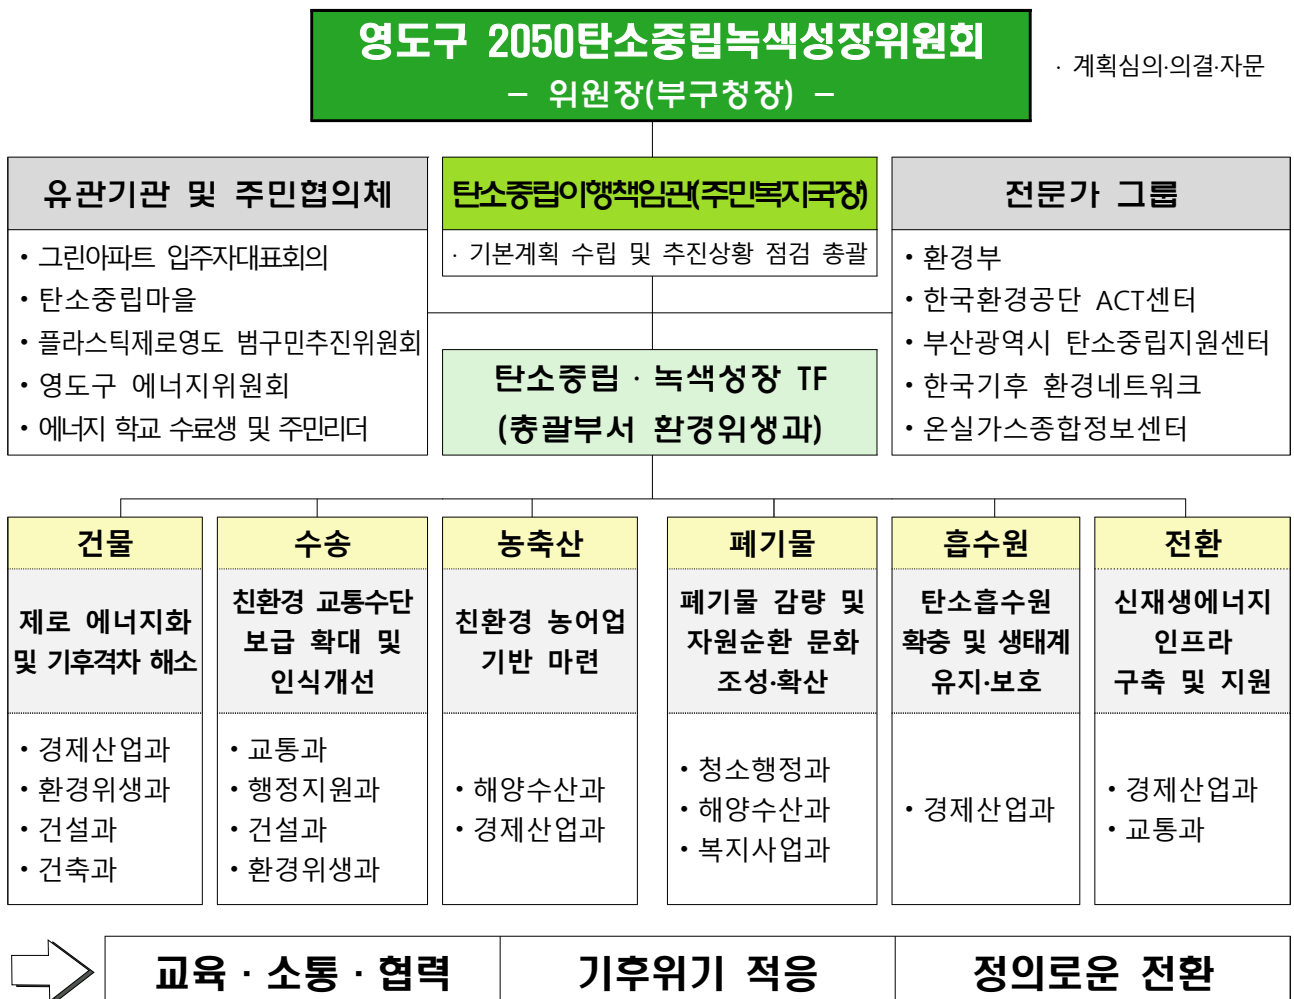 영도구 2050탄소중립녹색성장위원회
– 위원장(부구청장) –
· 계획심의·의결·자문
유관기관 및 주민협의체
• 그린아파트 입주자대표회의
• 탄소중립마을
• 플라스틱제로영도 범구민추진위원회
• 영도구 에너지위원회
• 에너지 학교 수료생 및 주민리더
탄소중립이행책임관(주민복지국장)
· 기본계획 수립 및 추진상황 점검 총괄
전문가 그룹
• 환경부
• 한국환경공단 ACT센터
• 부산광역시 탄소중립지원센터
• 한국기후 환경네트워크
• 온실가스종합정보센터
탄소중립 · 녹색성장 TF
(총괄부서 환경위생과)
건물
제로 에너지화
및 기후격차 해소
• 경제산업과
• 환경위생과
• 건설과
• 건축과
수송
친환경 교통수단
보급 확대 및
인식개선
• 교통과
• 행정지원과
• 건설과
• 환경위생과
농축산
친환경 농어업
기반 마련
• 해양수산과
• 경제산업과
폐기물
폐기물 감량 및
자원순환 문화
조성·확산
• 청소행정과
• 해양수산과
• 복지사업과
흡수원
탄소흡수원
확충 및 생태계
유지·보호
• 경제산업과
전환
신재생에너지
인프라
구축 및 지원
• 경제산업과
• 교통과
교육 · 소통 · 협력
기후위기 적응
정의로운 전환